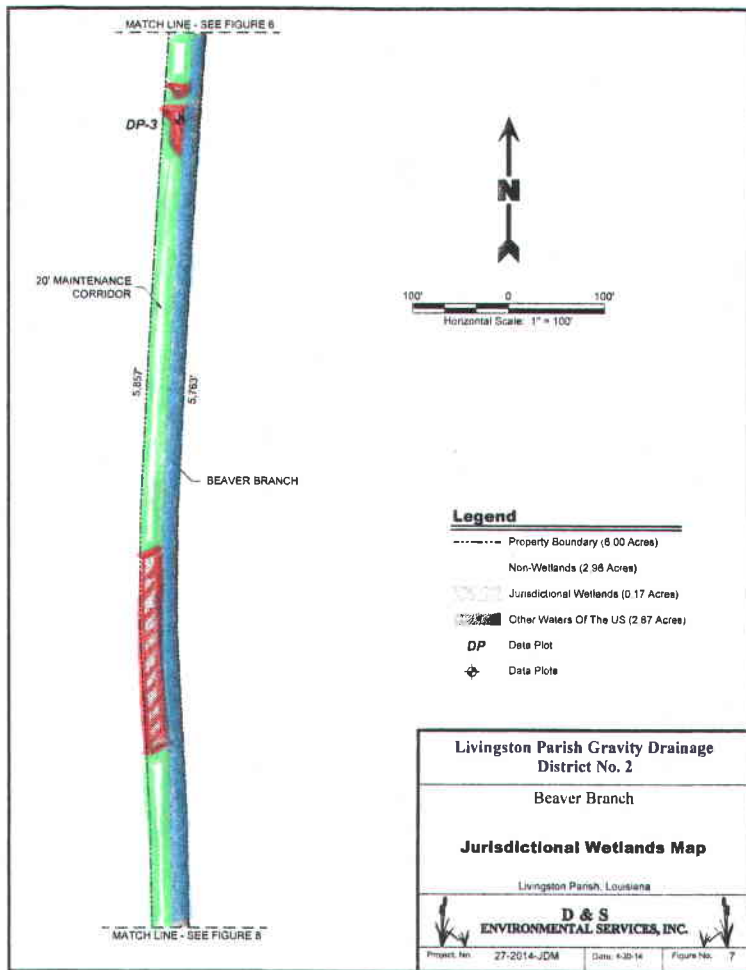 MATCH LINE - SEE FIGURE 6
DP-3
20' MAINTENANCE
CORRIDOR
N
100' 0 100'
Horizontal Scale: 1" = 100'
5,857'
5,763'
BEAVER BRANCH
Legend
Property Boundary (6.00 Acres)
Non-Wetlands (2.96 Acres)
Jurisdictional Wetlands (0.17 Acres)
Other Waters Of The US (2.87 Acres)
DP Data Plot
Data Plots
Livingston Parish Gravity Drainage
District No. 2
Beaver Branch
Jurisdictional Wetlands Map
Livingston Parish, Louisiana
D & S
ENVIRONMENTAL SERVICES, INC.
Project. No. 27-2014-JDM Date: 4-30-14 Figure No. 7
MATCH LINE - SEE FIGURE 8